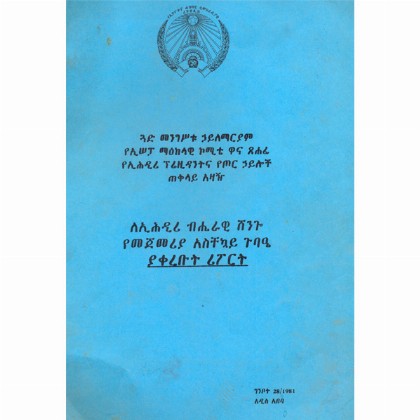 ጓድ መንግሥቱ ኃይለማርያም
የኢሠፓ ማዕከላዊ ኮሚቴ ዋና ጸሐፊ
የኢሕዲሪ ፕሬዚዳንትና የጦር ኃይሎች
ጠቅላይ አዛዥ
ለኢሕዲሪ ብሔራዊ ሸንጎ
የመጀመሪያ አስቸኳይ ጉባዔ
ያቀረቡት ሪፖርት
ግንቦት 28/1981
አዲስ አበባ